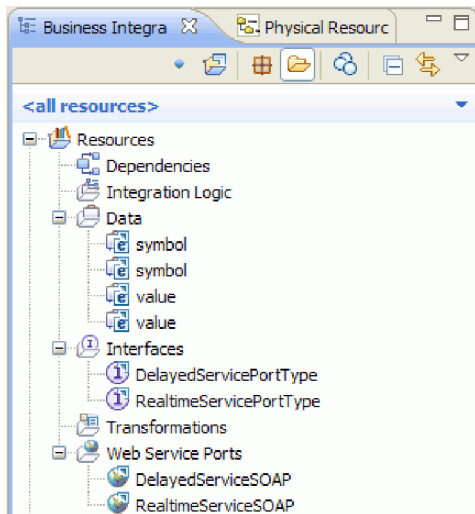 Business Integra Physical Resourc
<all resources>
Resources
Dependencies
Integration Logic
Data
symbol
symbol
value
value
Interfaces
DelayedServicePortType
RealtimeServicePortType
Transformations
Web Service Ports
DelayedServiceSOAP
RealtimeServiceSOAP